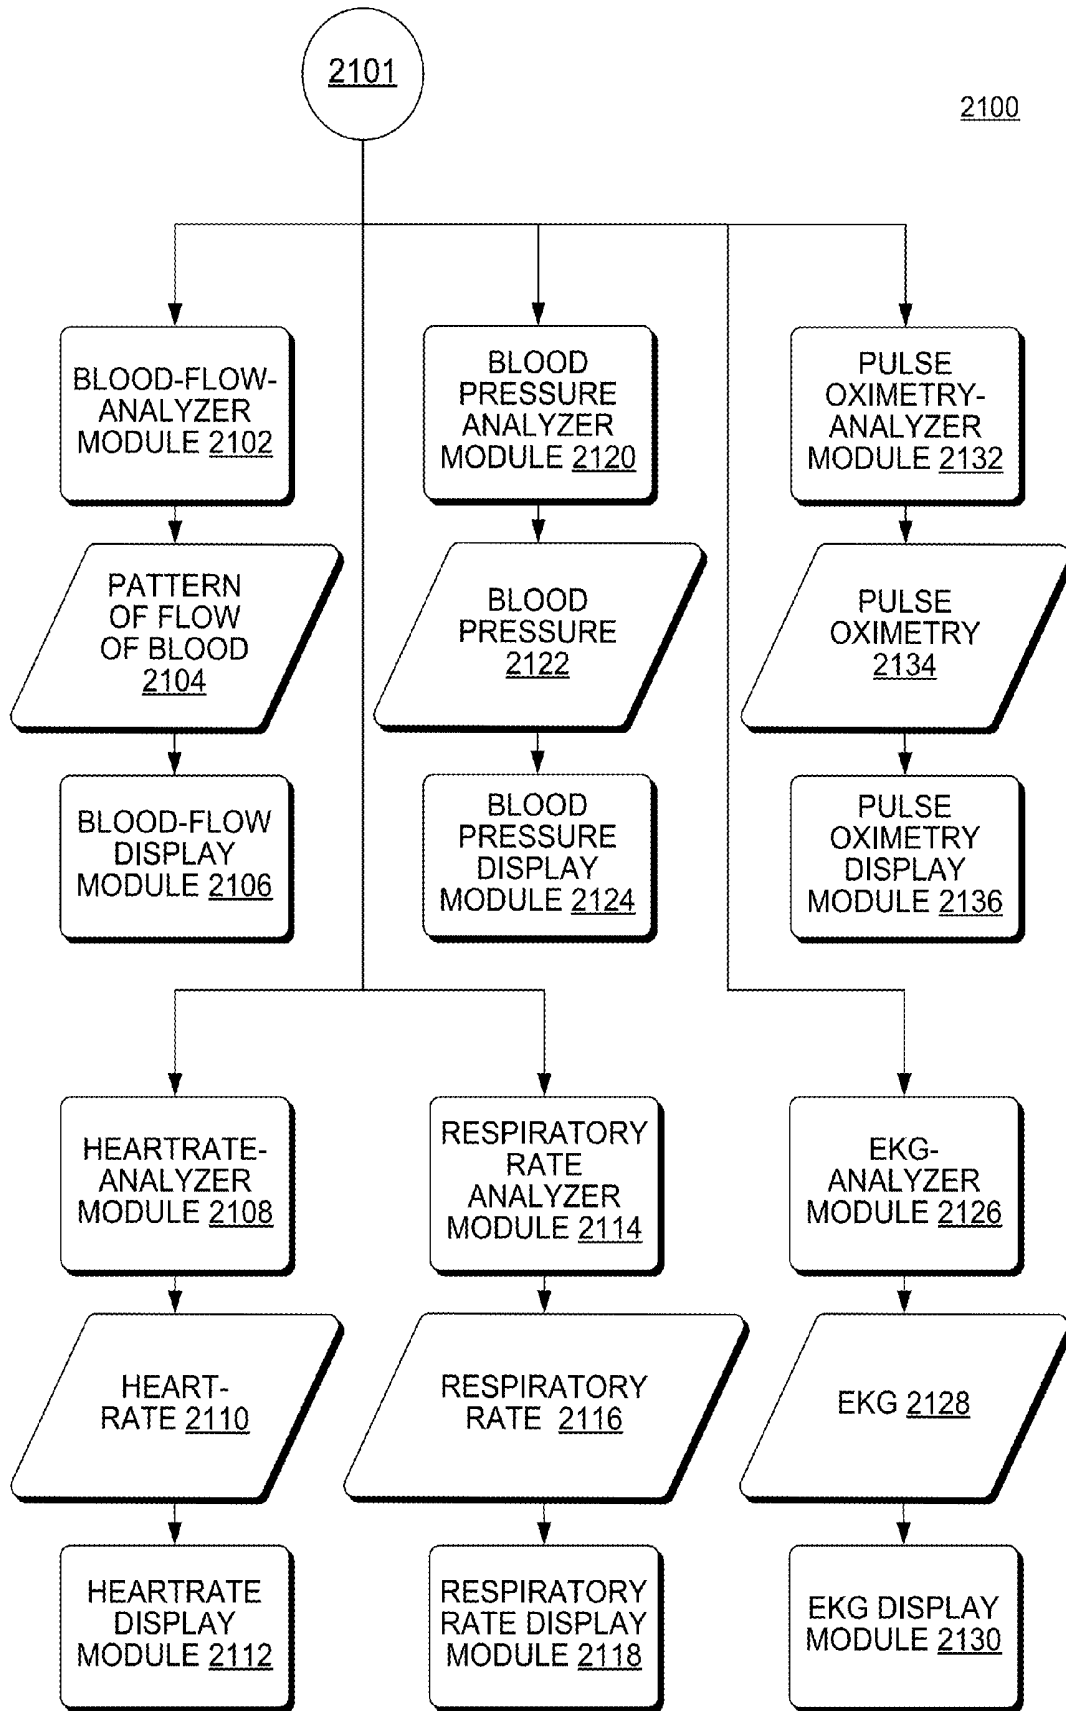 2101
2100
BLOOD-FLOW-
ANALYZER
MODULE 2102
BLOOD
PRESSURE
ANALYZER
MODULE 2120
PULSE
OXIMETRY-
ANALYZER
MODULE 2132
PATTERN
OF FLOW
OF BLOOD
2104
BLOOD
PRESSURE
2122
PULSE
OXIMETRY
2134
BLOOD-FLOW
DISPLAY
MODULE 2106
BLOOD
PRESSURE
DISPLAY
MODULE 2124
PULSE
OXIMETRY
DISPLAY
MODULE 2136
HEARTRATE-
ANALYZER
MODULE 2108
RESPIRATORY
RATE
ANALYZER
MODULE 2114
EKG-
ANALYZER
MODULE 2126
HEART-
RATE 2110
RESPIRATORY
RATE 2116
EKG 2128
HEARTRATE
DISPLAY
MODULE 2112
RESPIRATORY
RATE DISPLAY
MODULE 2118
EKG DISPLAY
MODULE 2130